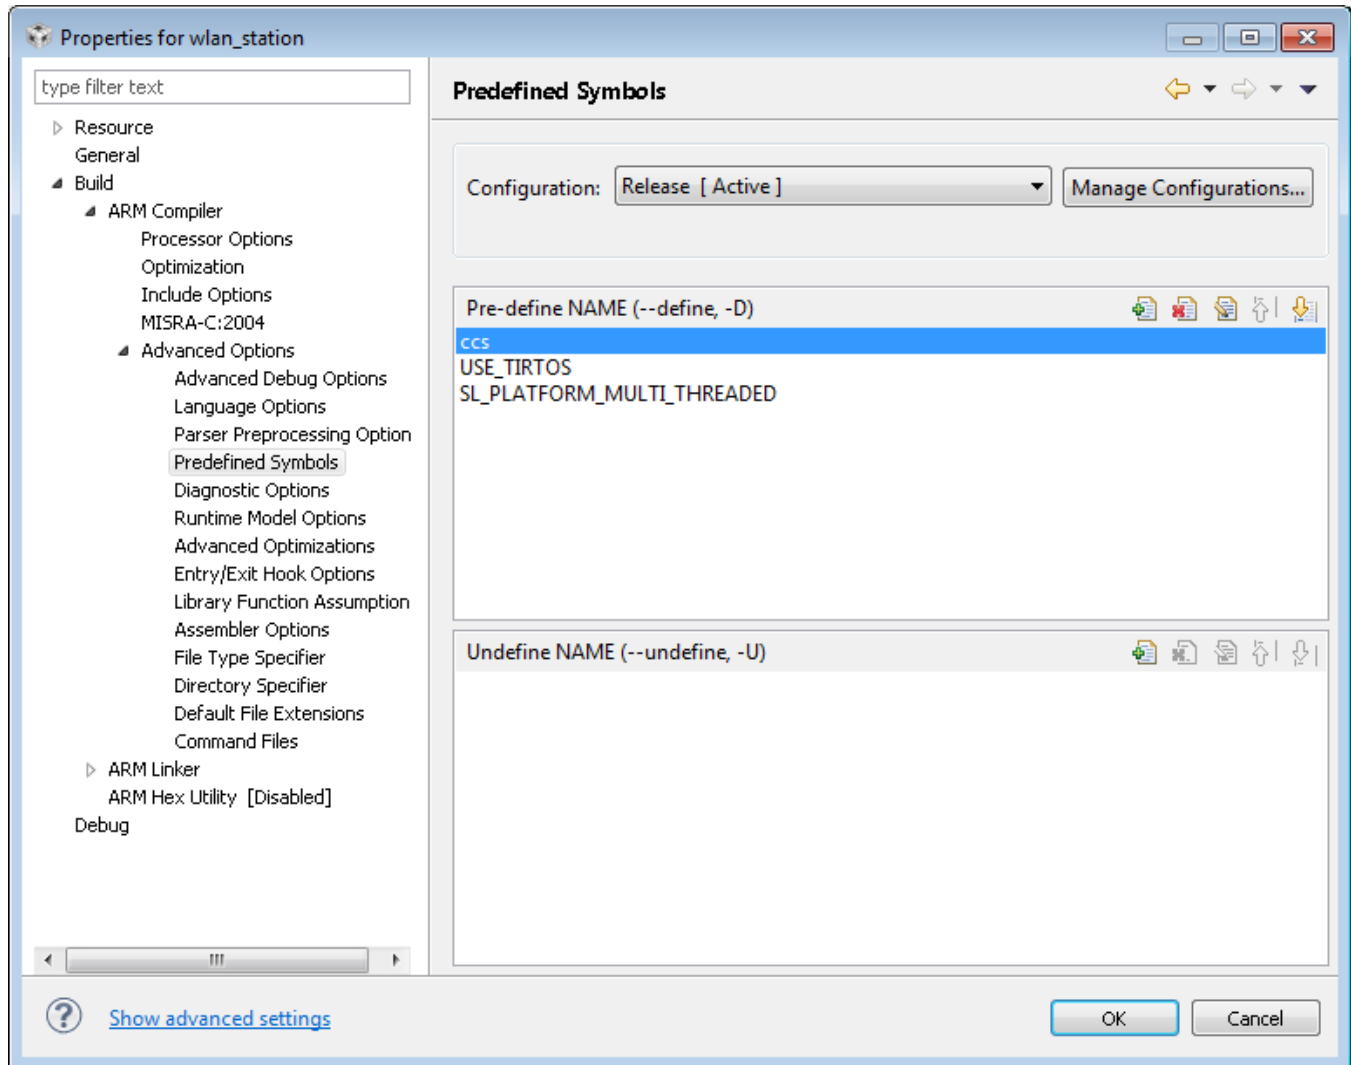 Properties for wlan_station
type filter text
Resource
General
Build
ARM Compiler
Processor Options
Optimization
Include Options
MISRA-C:2004
Advanced Options
Advanced Debug Options
Language Options
Parser Preprocessing Option
Predefined Symbols
Diagnostic Options
Runtime Model Options
Advanced Optimizations
Entry/Exit Hook Options
Library Function Assumption
Assembler Options
File Type Specifier
Directory Specifier
Default File Extensions
Command Files
ARM Linker
ARM Hex Utility [Disabled]
Debug
Predefined Symbols
Configuration: Release [ Active ] Manage Configurations...
Pre-define NAME (--define, -D)
ccs
USE_TIRTOS
SL_PLATFORM_MULTI_THREADED
Undefine NAME (--undefine, -U)
Show advanced settings
OK Cancel